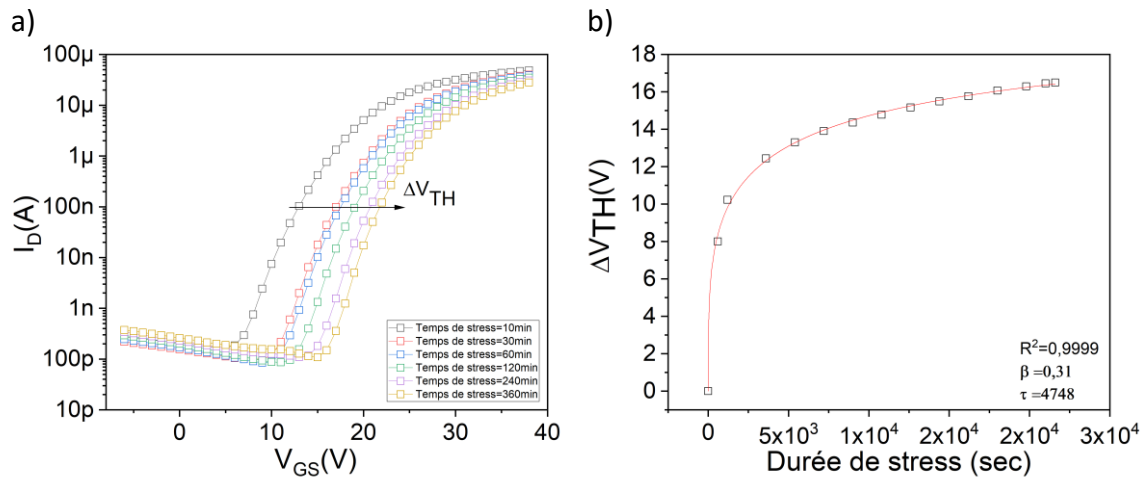 a)
100µ
10µ
1µ
100n
10n
1n
100p
10p
I_D(A)
0
10
20
30
40
V_GS(V)
ΔV_TH
Temps de stress=10min
Temps de stress=30min
Temps de stress=60min
Temps de stress=120min
Temps de stress=240min
Temps de stress=360min
b)
18
16
14
12
10
8
6
4
2
0
ΔVTH(V)
0
5x10³
1x10⁴
2x10⁴
2x10⁴
3x10⁴
Durée de stress (sec)
R²=0,9999
β =0,31
τ =4748